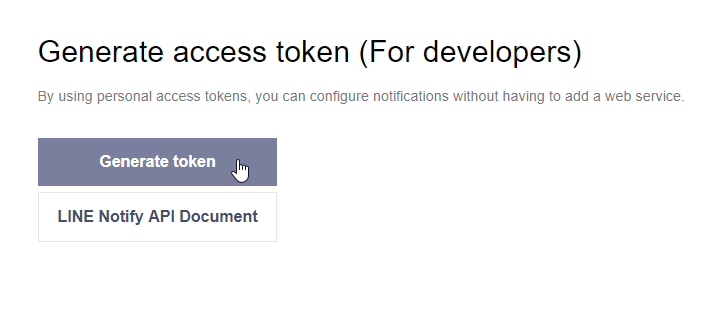 Generate access token (For developers)
By using personal access tokens, you can configure notifications without having to add a web service.
Generate token
LINE Notify API Document